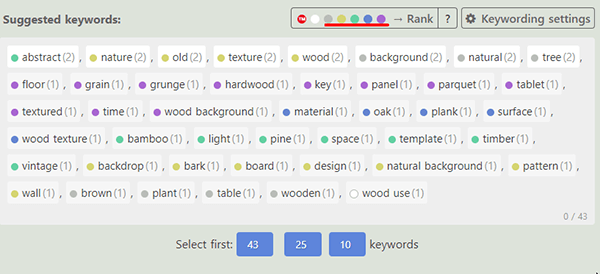 Suggested keywords: TM → Rank ? Keywording settings
abstract (2) , nature (2) , old (2) , texture (2) , wood (2) , background (2) , natural (2) , tree (2) ,
floor (1) , grain (1) , grunge (1) , hardwood (1) , key (1) , panel (1) , parquet (1) , tablet (1) ,
textured (1) , time (1) , wood background (1) , material (1) , oak (1) , plank (1) , surface (1) ,
wood texture (1) , bamboo (1) , light (1) , pine (1) , space (1) , template (1) , timber (1) ,
vintage (1) , backdrop (1) , bark (1) , board (1) , design (1) , natural background (1) , pattern (1) ,
wall (1) , brown (1) , plant (1) , table (1) , wooden (1) , wood use (1)
0 / 43
Select first: 43 25 10 keywords